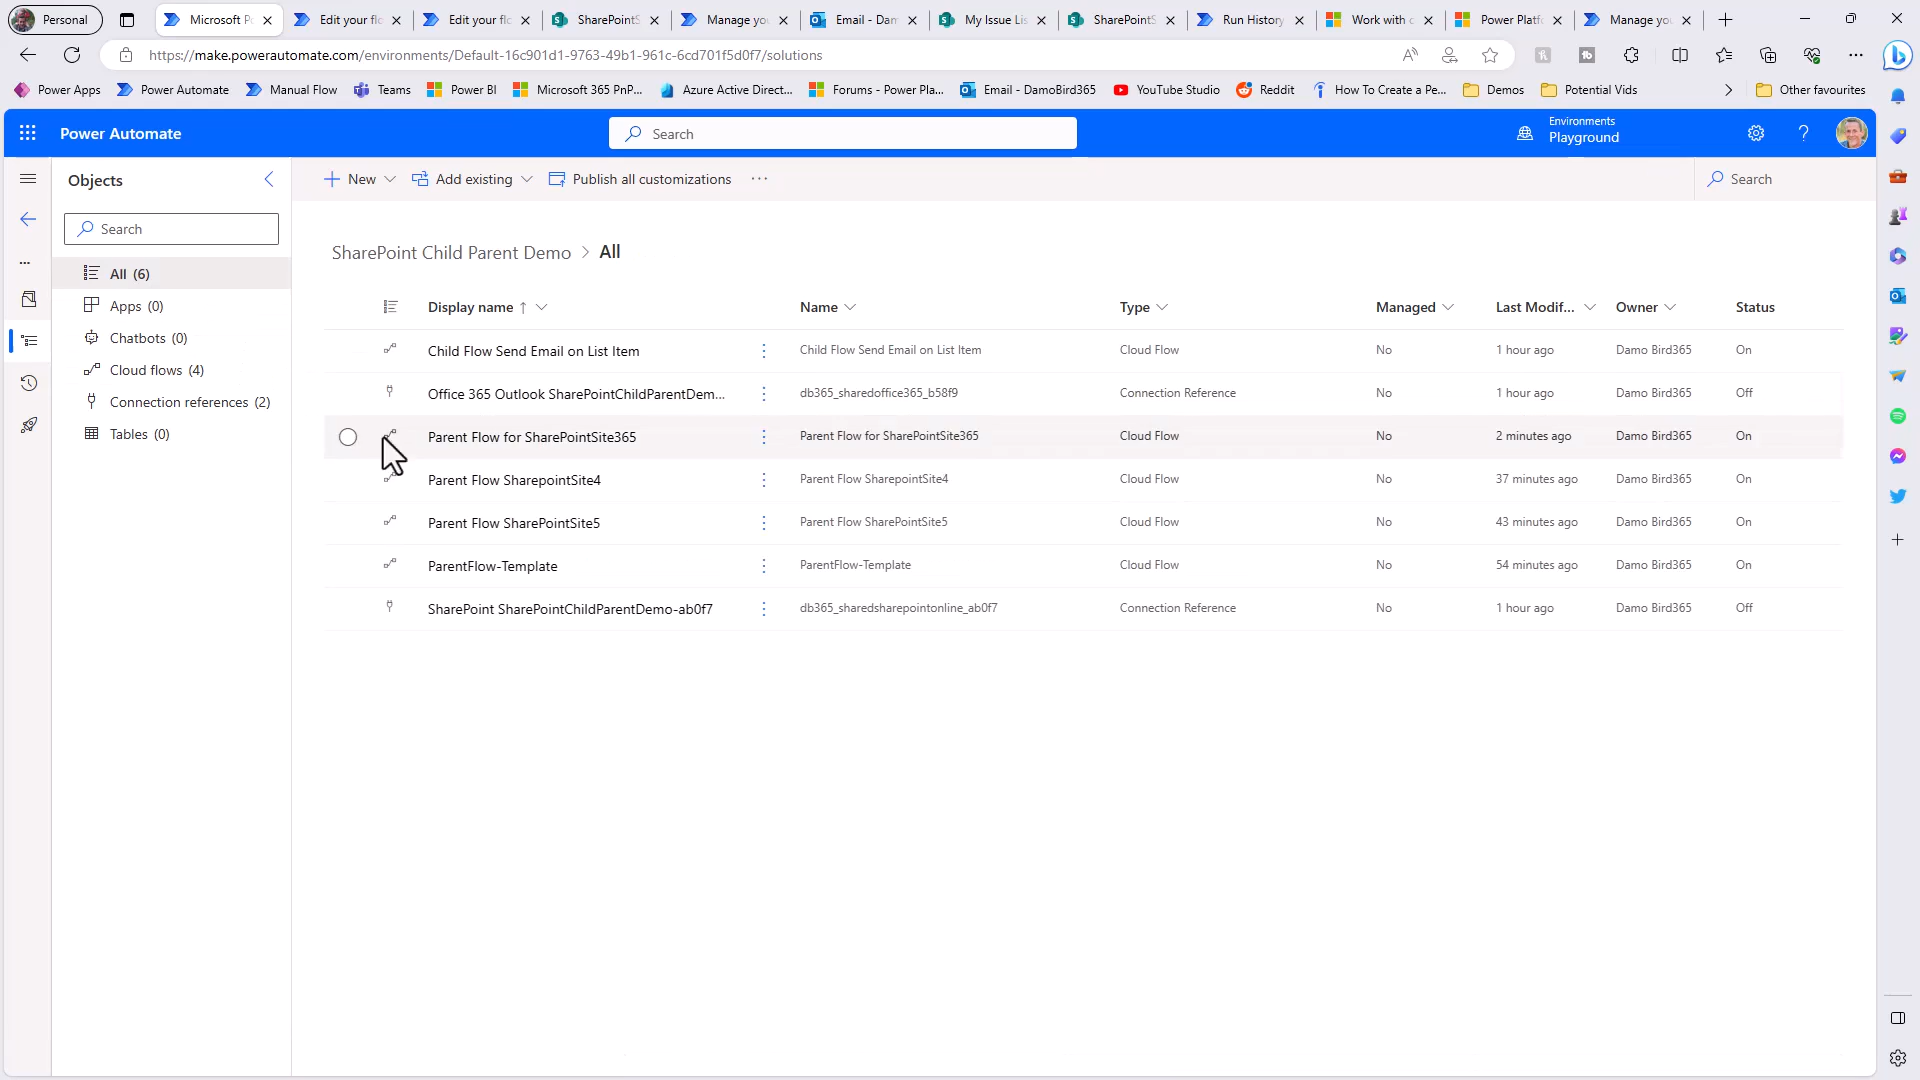 Personal
Microsoft P
Edit your flo
Edit your flo
SharePointS
Manage you
Email - Dam
My Issue Lis
SharePointS
Run History
Work with c
Power Platfo
Manage you
https://make.powerautomate.com/environments/Default-16c901d1-9763-49b1-961c-6cd701f5d0f7/solutions
Power Apps
Power Automate
Manual Flow
Teams
Power BI
Microsoft 365 PnP...
Azure Active Direct...
Forums - Power Pla...
Email - DamoBird365
YouTube Studio
Reddit
How To Create a Pe...
Demos
Potential Vids
Other favourites
Power Automate
Search
Environments
Playground
Objects
Search
All (6)
Apps (0)
Chatbots (0)
Cloud flows (4)
Connection references (2)
Tables (0)
New
Add existing
Publish all customizations
Search
SharePoint Child Parent Demo > All
Display name ↑ Name Type Managed Last Modif... Owner Status
Child Flow Send Email on List Item Child Flow Send Email on List Item Cloud Flow No 1 hour ago Damo Bird365 On
Office 365 Outlook SharePointChildParentDem... db365_sharedoffice365_b58f9 Connection Reference No 1 hour ago Damo Bird365 Off
Parent Flow for SharePointSite365 Parent Flow for SharePointSite365 Cloud Flow No 2 minutes ago Damo Bird365 On
Parent Flow SharepointSite4 Parent Flow SharepointSite4 Cloud Flow No 37 minutes ago Damo Bird365 On
Parent Flow SharePointSite5 Parent Flow SharePointSite5 Cloud Flow No 43 minutes ago Damo Bird365 On
ParentFlow-Template ParentFlow-Template Cloud Flow No 54 minutes ago Damo Bird365 On
SharePoint SharePointChildParentDemo-ab0f7 db365_sharedsharepointonline_ab0f7 Connection Reference No 1 hour ago Damo Bird365 Off